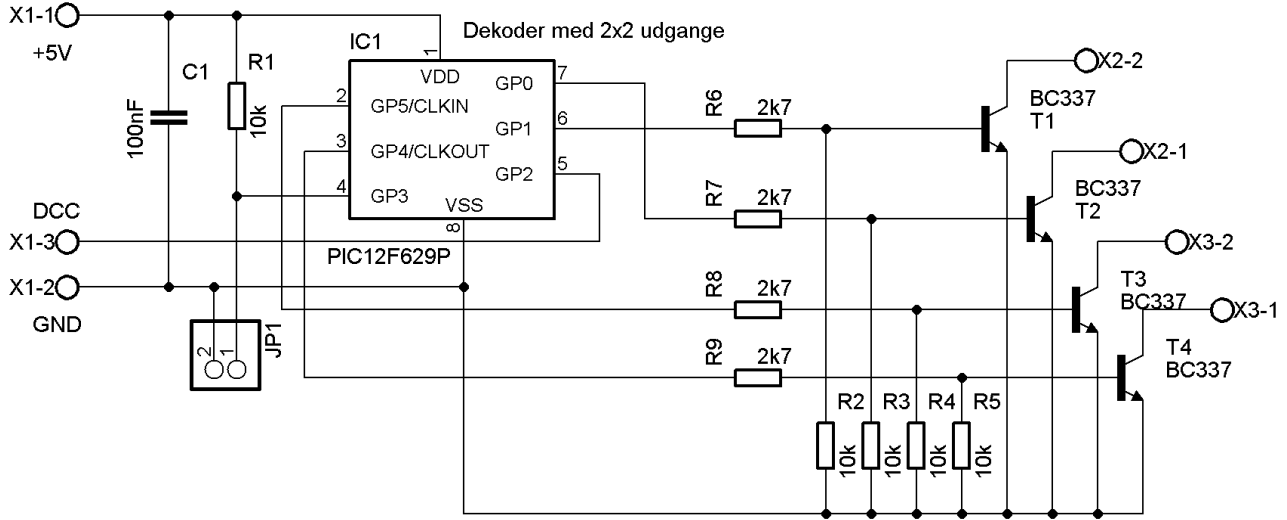 X1-1
+5V
C1
100nF
R1
10k
DCC
X1-3
X1-2
GND
JP1
2
1
IC1
Dekoder med 2x2 udgange
1
VDD
2
GP5/CLKIN
3
GP4/CLKOUT
4
GP3
GP0
7
GP1
6
GP2
5
VSS
8
PIC12F629P
R6
2k7
R7
2k7
R8
2k7
R9
2k7
R2
10k
R3
10k
R4
10k
R5
10k
X2-2
BC337
T1
X2-1
BC337
T2
X3-2
T3
BC337
X3-1
T4
BC337